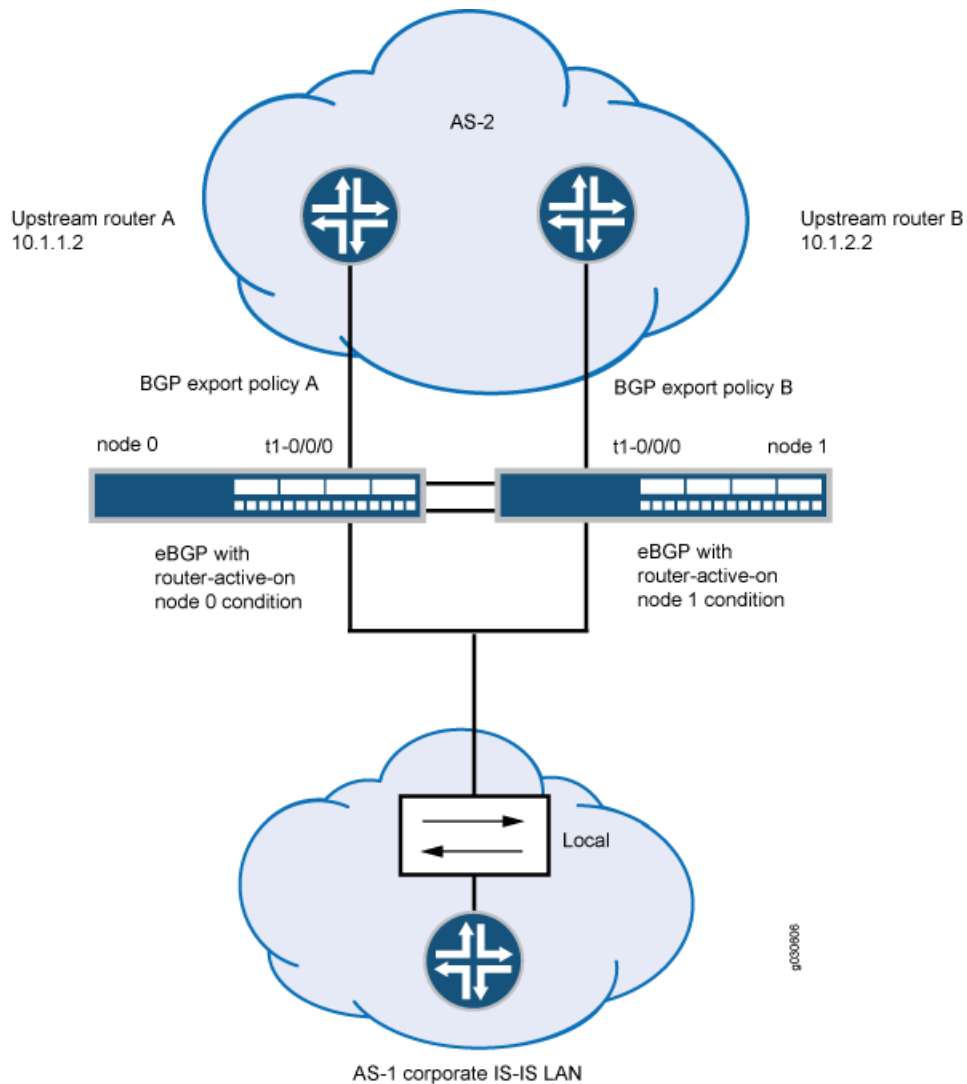 AS-2
Upstream router A
10.1.1.2
Upstream router B
10.1.2.2
BGP export policy A
BGP export policy B
node 0
t1-0/0/0
t1-0/0/0
node 1
eBGP with
router-active-on
node 0 condition
eBGP with
router-active-on
node 1 condition
Local
g030606
AS-1 corporate IS-IS LAN